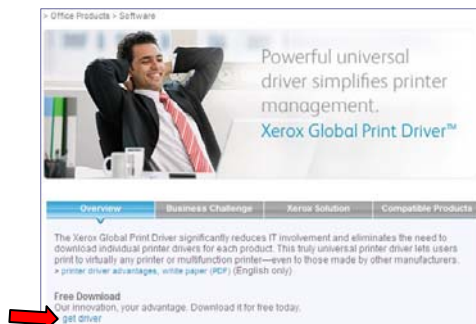 > Office Products > Software
Powerful universal
driver simplifies printer
management.
Xerox Global Print Driver™
Overview
Business Challenge
Xerox Solution
Compatible Products
The Xerox Global Print Driver significantly reduces IT involvement and eliminates the need to
download individual printer drivers for each product. This truly universal printer driver lets users
print to virtually any printer or multifunction printer—even to those made by other manufacturers.
> printer driver advantages, white paper (PDF) (English only)
Free Download
Our innovation, your advantage. Download it for free today.
get driver